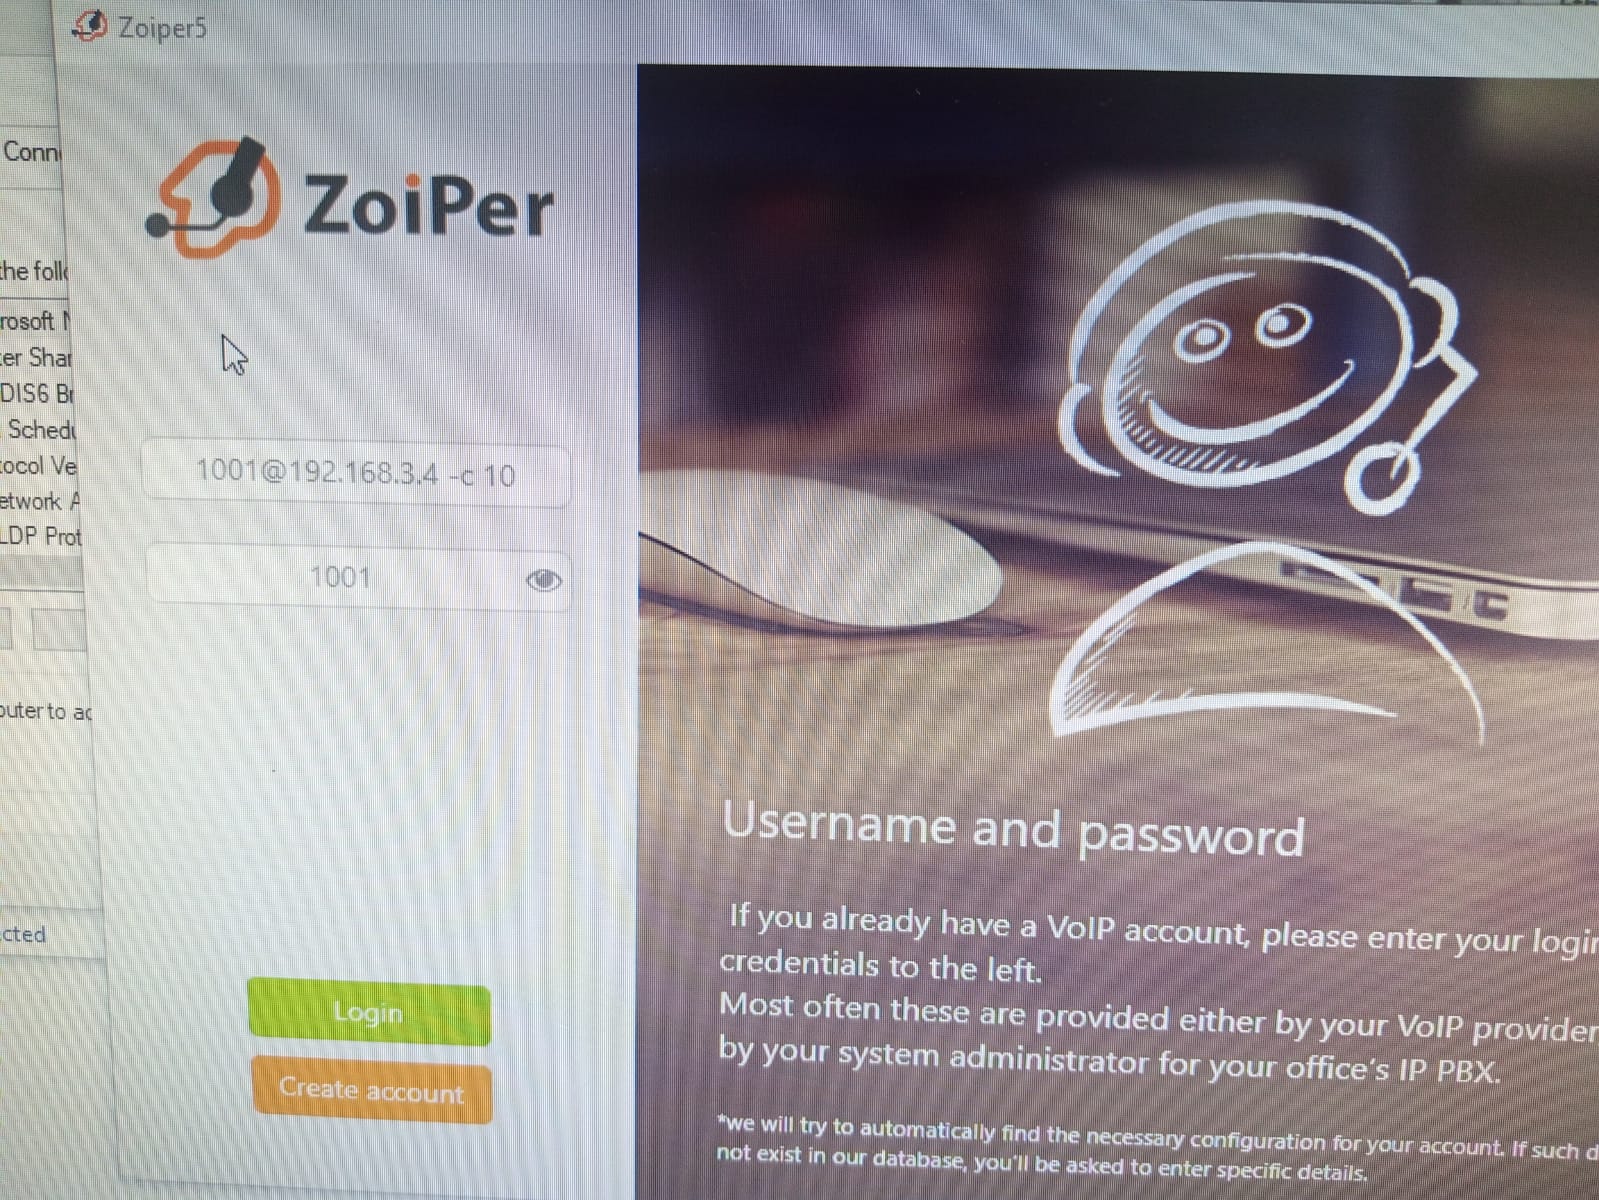 Zoiper5
Conn
the foll
rosoft
er Shar
DIS6 Br
Schedu
ocol Ve
etwork A
LDP Prot
outer to ac
cted
ZoiPer
1001@192.168.3.4 -c 10
1001
Login
Create account
Username and password
If you already have a VoIP account, please enter your login
credentials to the left.
Most often these are provided either by your VoIP provider
by your system administrator for your office's IP PBX.
*we will try to automatically find the necessary configuration for your account. If such d
not exist in our database, you'll be asked to enter specific details.